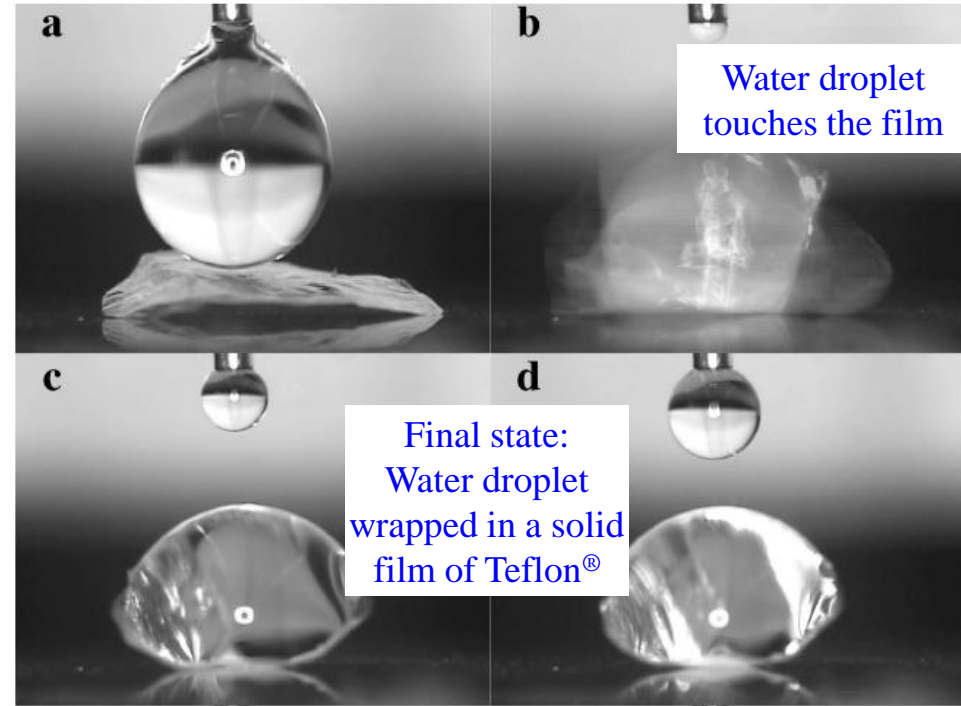 a
b
Water droplet
touches the film
c
d
Final state:
Water droplet
wrapped in a solid
film of Teflon®